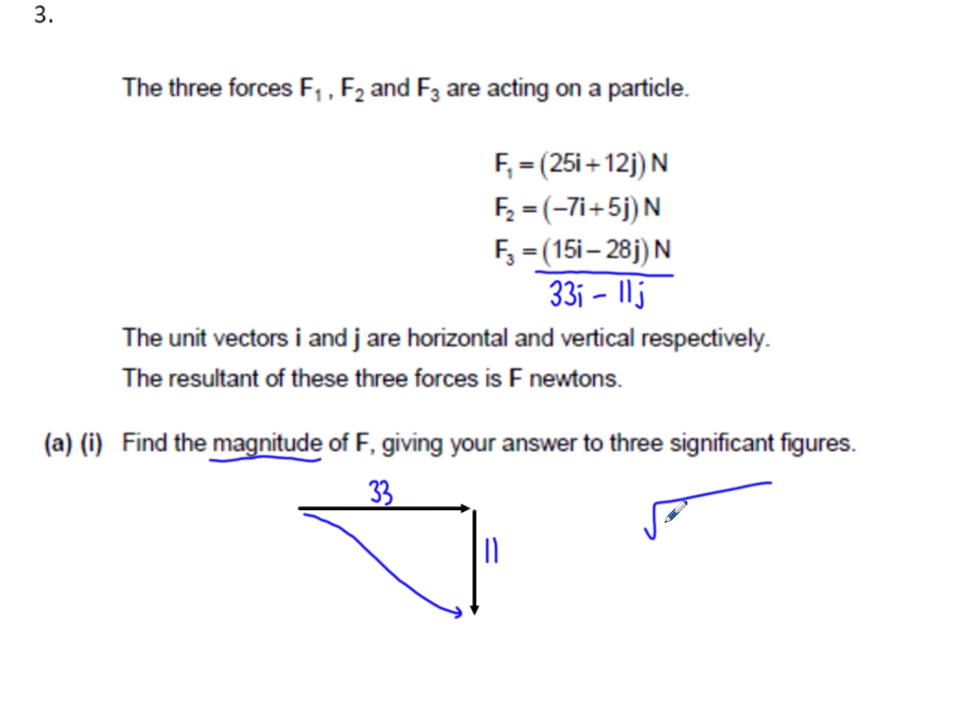 3.
The three forces F₁ , F₂ and F₃ are acting on a particle.
F₁ = (25i + 12j) N
F₂ = (−7i + 5j) N
F₃ = (15i − 28j) N
33i − 11j
The unit vectors i and j are horizontal and vertical respectively.
The resultant of these three forces is F newtons.
(a) (i) Find the magnitude of F, giving your answer to three significant figures.
33
11
√